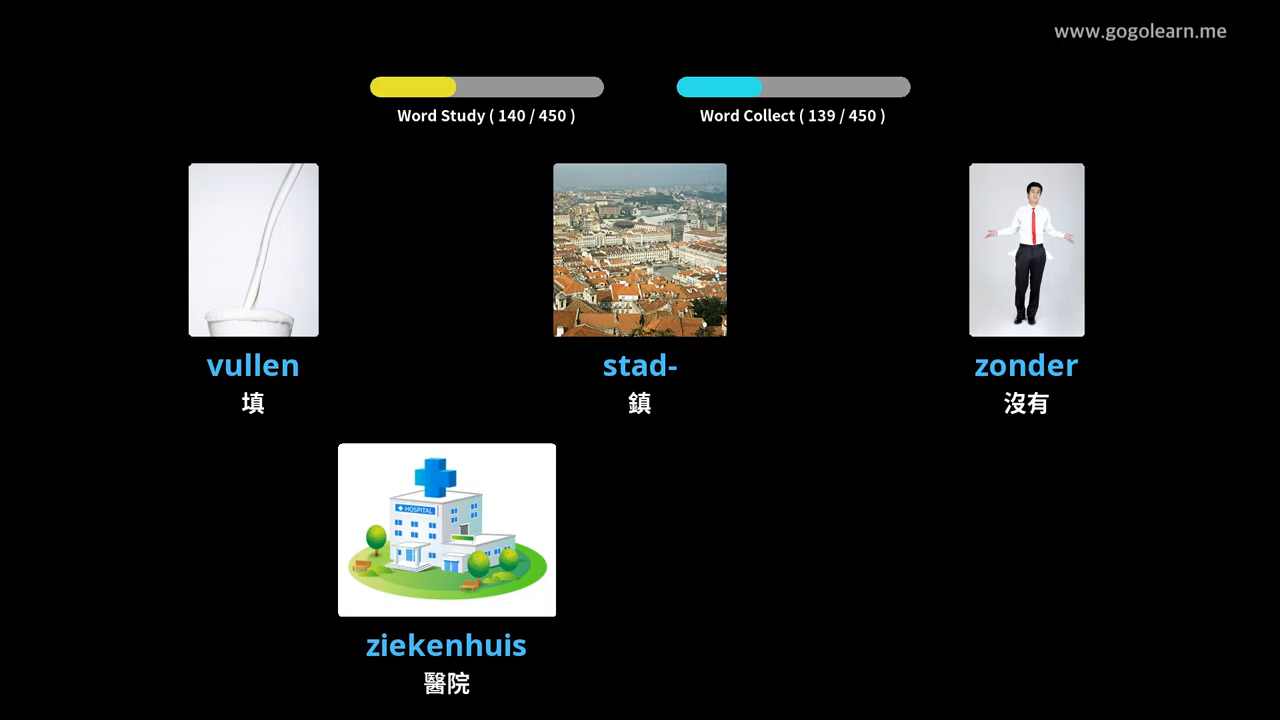 www.gogolearn.me
Word Study ( 140 / 450 )
Word Collect ( 139 / 450 )
vullen
填
stad-
鎮
zonder
沒有
HOSPITAL
ziekenhuis
醫院